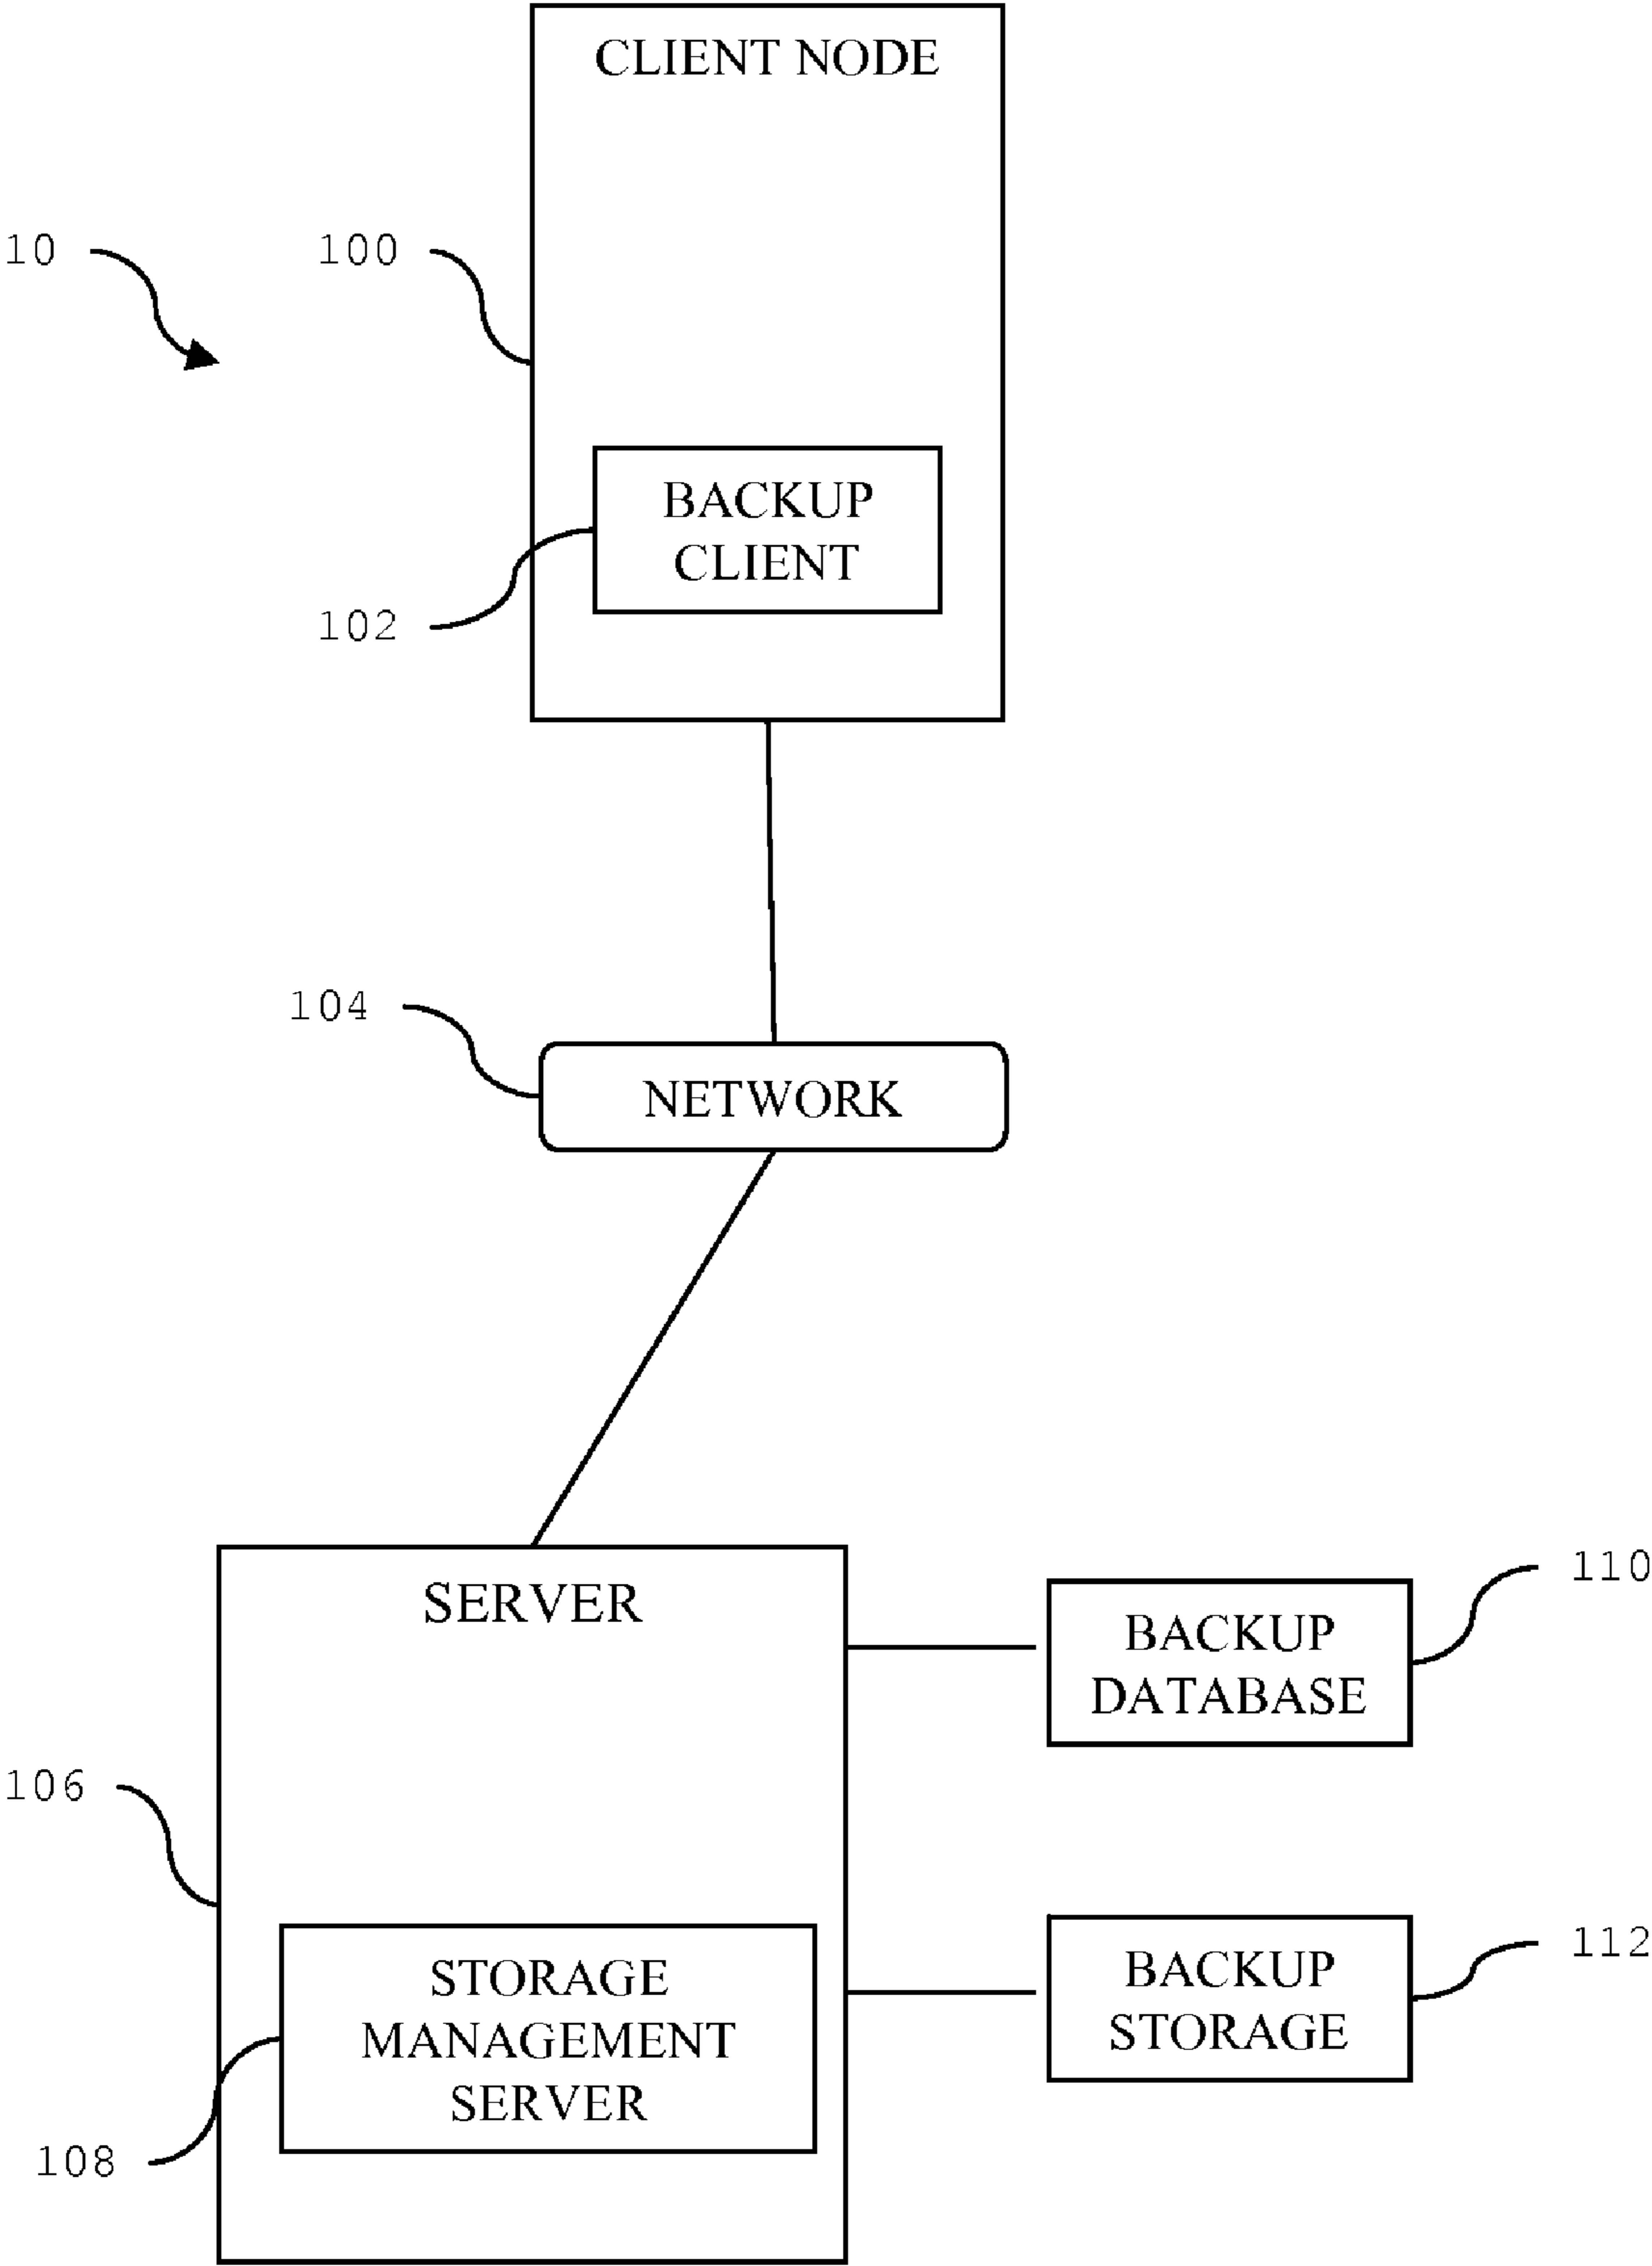 CLIENT NODE
10
100
BACKUP
CLIENT
102
104
NETWORK
SERVER
110
BACKUP
DATABASE
106
112
BACKUP
STORAGE
STORAGE
MANAGEMENT
SERVER
108